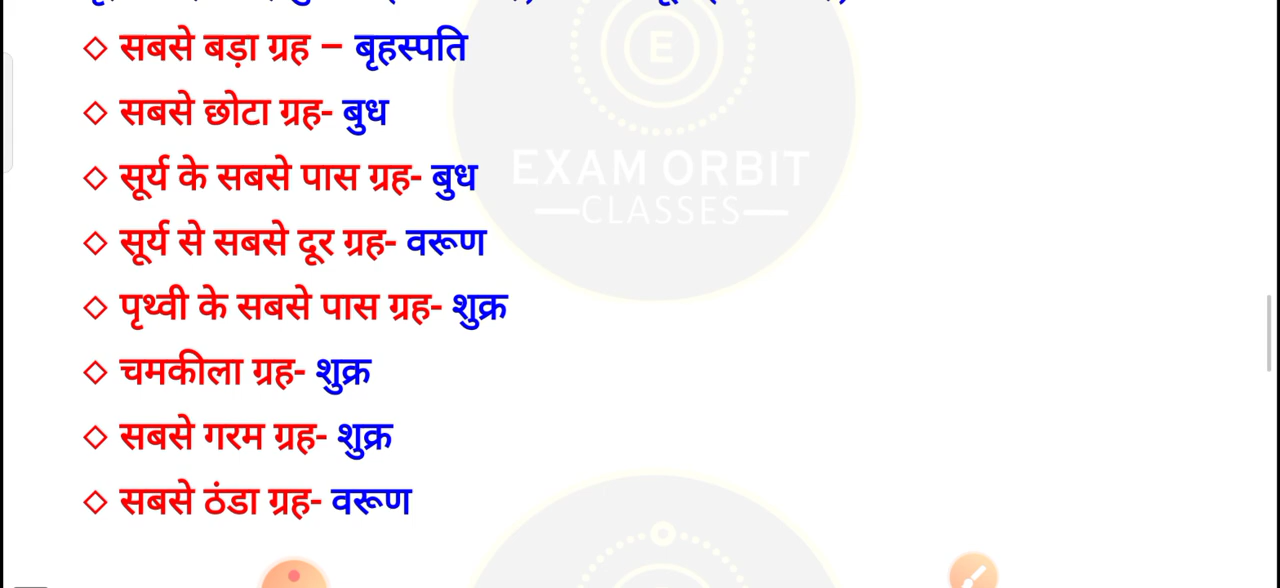 ◇ सबसे बड़ा ग्रह – बृहस्पति
◇ सबसे छोटा ग्रह- बुध
◇ सूर्य के सबसे पास ग्रह- बुध
◇ सूर्य से सबसे दूर ग्रह- वरूण
◇ पृथ्वी के सबसे पास ग्रह- शुक्र
◇ चमकीला ग्रह- शुक्र
◇ सबसे गरम ग्रह- शुक्र
◇ सबसे ठंडा ग्रह- वरूण
E
EXAM ORBIT
CLASSES